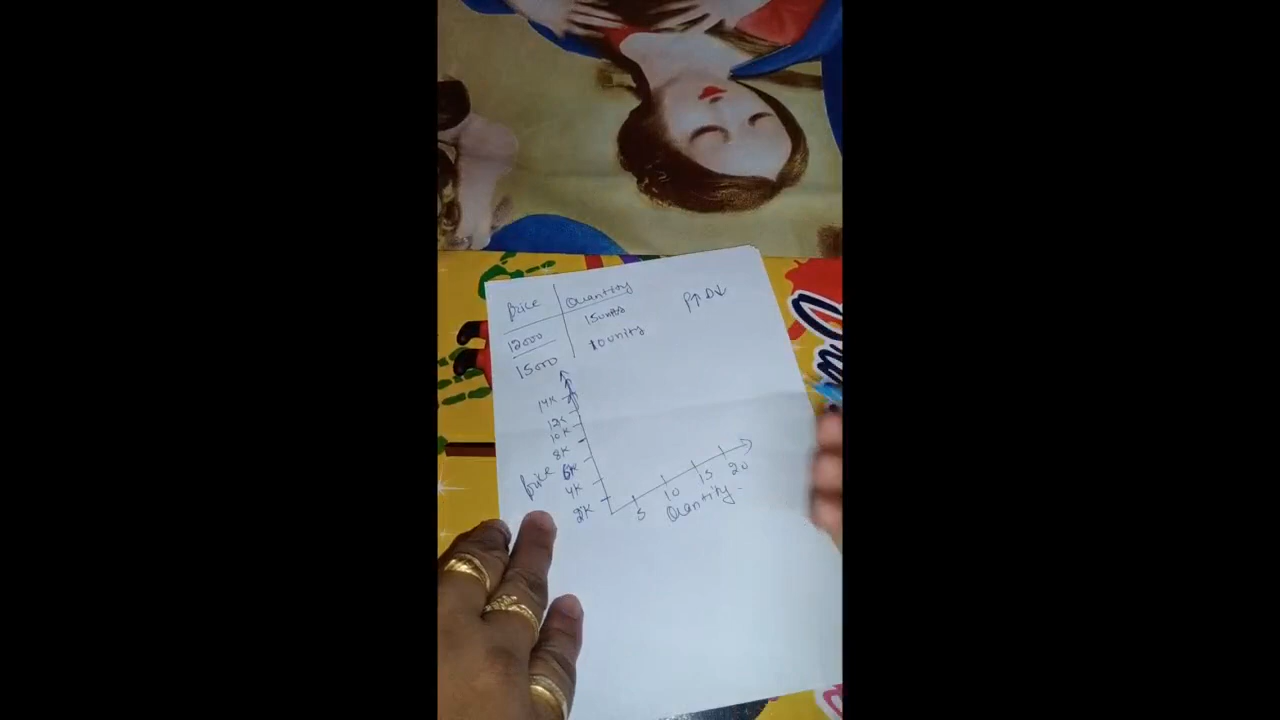 Price Quantity
12000 15units
15000 10units
P↑ D↓
14K
12K
10K
8K
6K
4K
2K
Price
5 10 15 20
Quantity